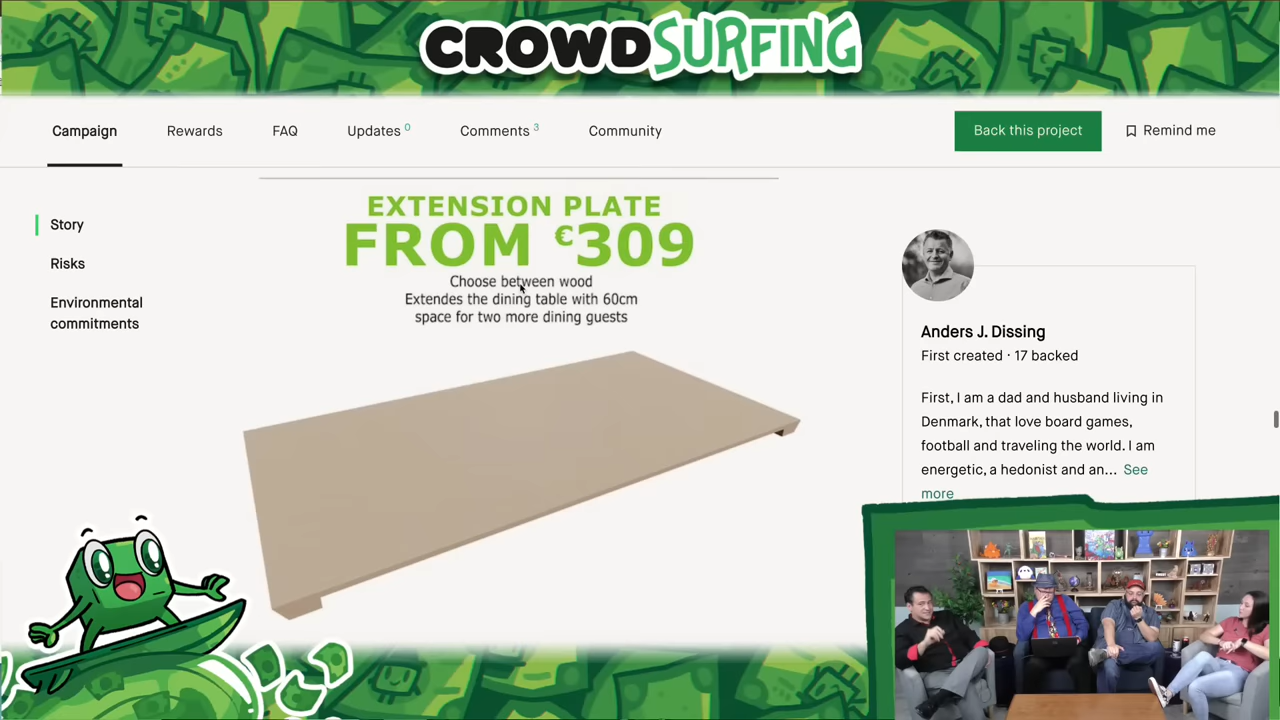 CROWDSURFING
Campaign
Rewards
FAQ
Updates 0
Comments 3
Community
Back this project
Remind me
Story
Risks
Environmental
commitments
EXTENSION PLATE
FROM €309
Choose between wood
Extendes the dining table with 60cm
space for two more dining guests
Anders J. Dissing
First created · 17 backed
First, I am a dad and husband living in
Denmark, that love board games,
football and traveling the world. I am
energetic, a hedonist and an... See
more